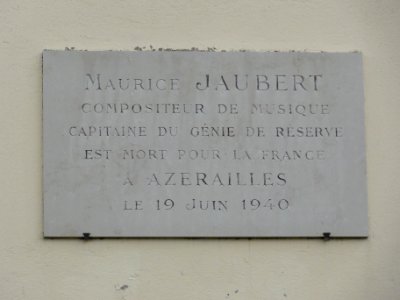 MAURICE JAUBERT
COMPOSITEUR DE MUSIQUE
CAPITAINE DU GÉNIE DE RÉSERVE
EST MORT POUR LA FRANCE
À AZERAILLES
LE 19 JUIN 1940